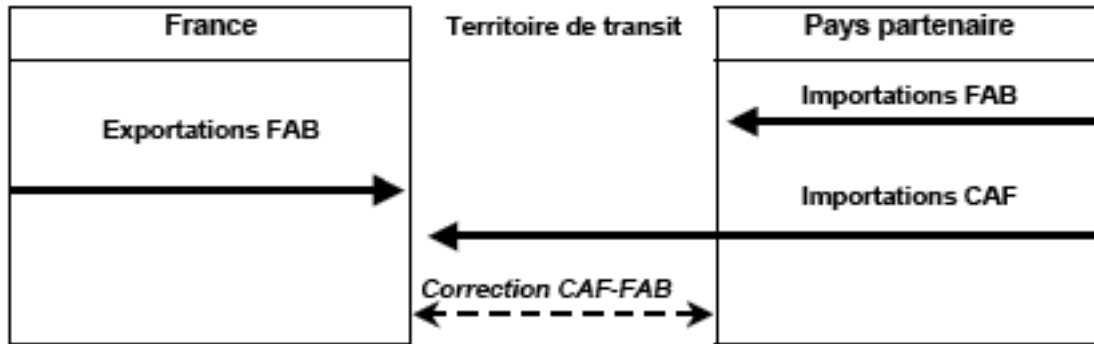 France
Territoire de transit
Pays partenaire
Exportations FAB
Importations FAB
Importations CAF
Correction CAF-FAB